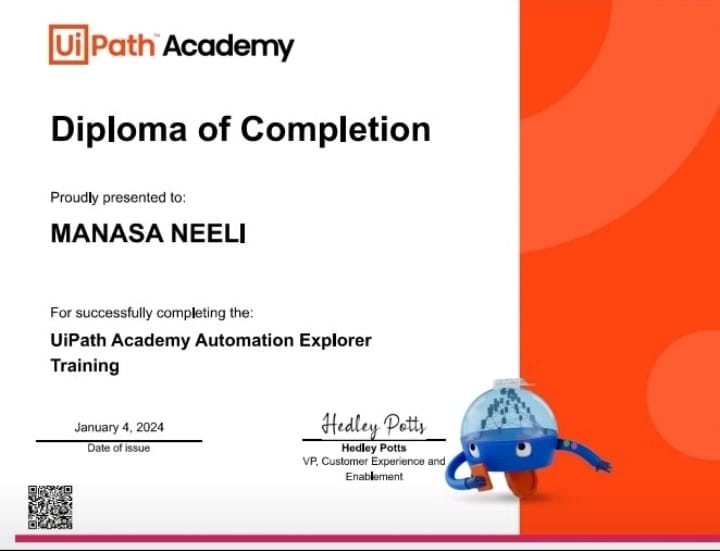 UiPath™ Academy
Diploma of Completion
Proudly presented to:
MANASA NEELI
For successfully completing the:
UiPath Academy Automation Explorer
Training
January 4, 2024
Date of issue
Hedley Potts
Hedley Potts
VP, Customer Experience and
Enablement